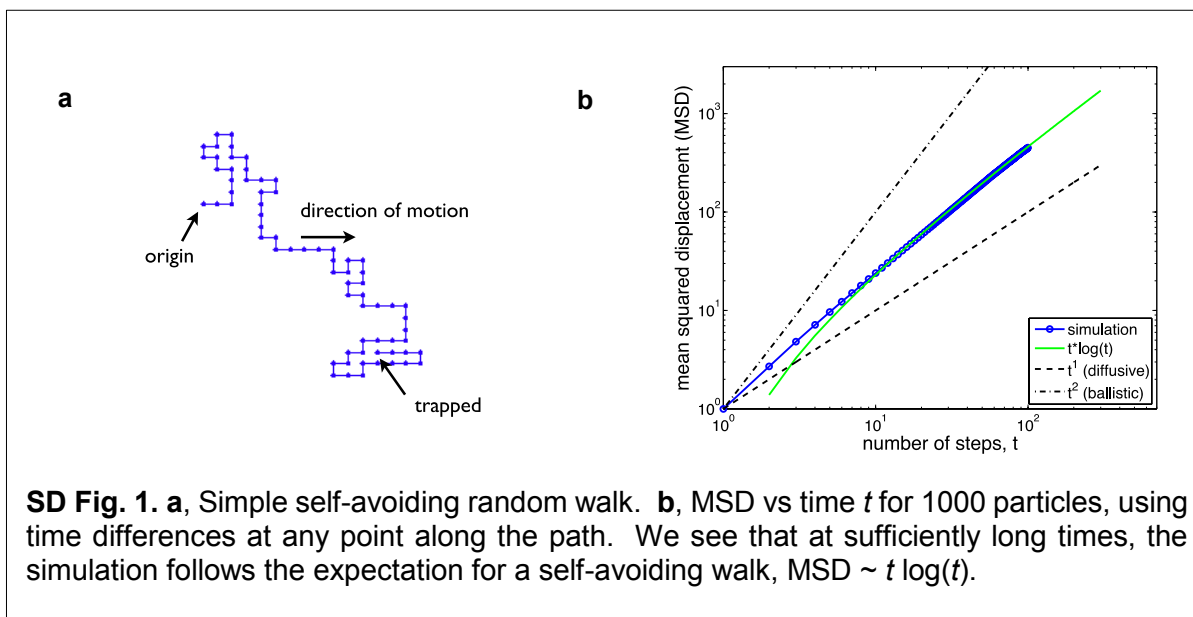 a
origin
direction of motion
trapped
b
mean squared displacement (MSD)
10³
10²
10¹
10⁰
10⁰
10¹
10²
number of steps, t
simulation
t*log(t)
t¹ (diffusive)
t² (ballistic)
SD Fig. 1. a, Simple self-avoiding random walk. b, MSD vs time t for 1000 particles, using
time differences at any point along the path. We see that at sufficiently long times, the
simulation follows the expectation for a self-avoiding walk, MSD ~ t log(t).